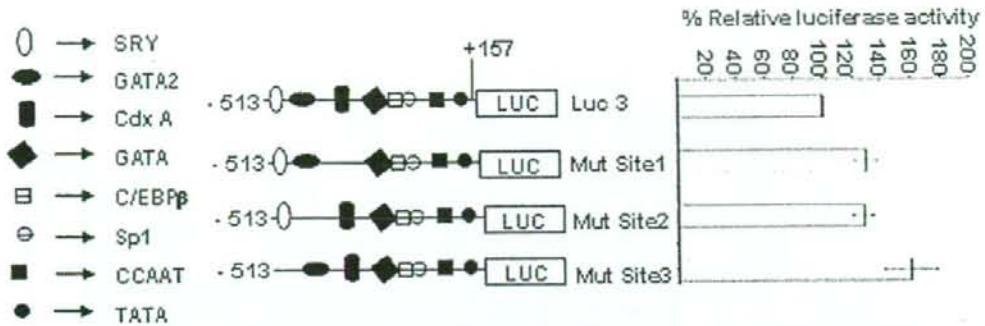 % Relative luciferase activity
20 40 60 80 100 120 140 160 180 200
SRY
GATA2
Cdx A
GATA
C/EBPβ
Sp1
CCAAT
TATA
+157
- 513 LUC Luc 3
- 513 LUC Mut Site1
- 513 LUC Mut Site2
- 513 LUC Mut Site3